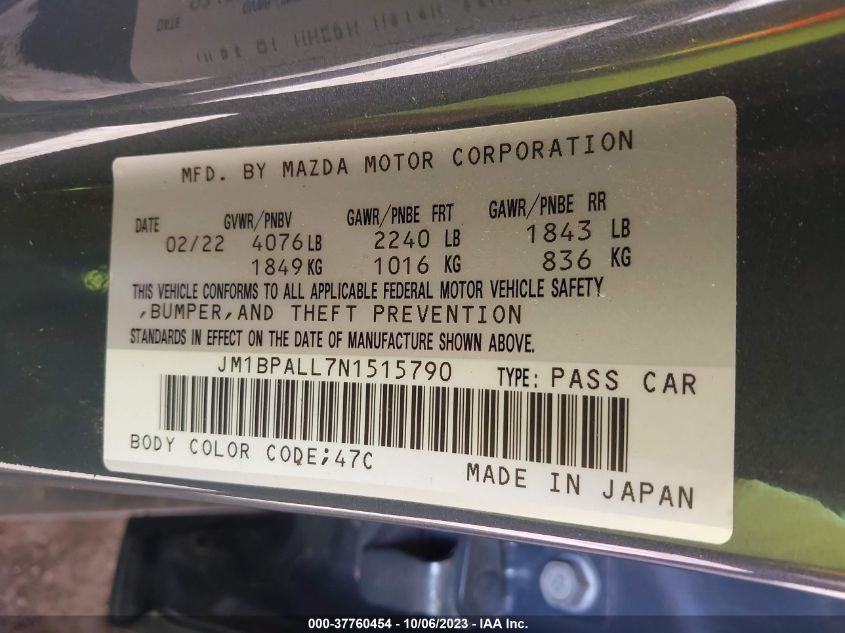 MFD. BY MAZDA MOTOR CORPORATION
DATE GVWR/PNBV GAWR/PNBE FRT GAWR/PNBE RR
02/22 4076 LB 2240 LB 1843 LB
1849 KG 1016 KG 836 KG
THIS VEHICLE CONFORMS TO ALL APPLICABLE FEDERAL MOTOR VEHICLE SAFETY
,BUMPER,AND THEFT PREVENTION
STANDARDS IN EFFECT ON THE DATE OF MANUFACTURE SHOWN ABOVE.
JM1BPALL7N1515790 TYPE: PASS CAR
BODY COLOR CODE;47C
MADE IN JAPAN
000-37760454 - 10/06/2023 - IAA Inc.